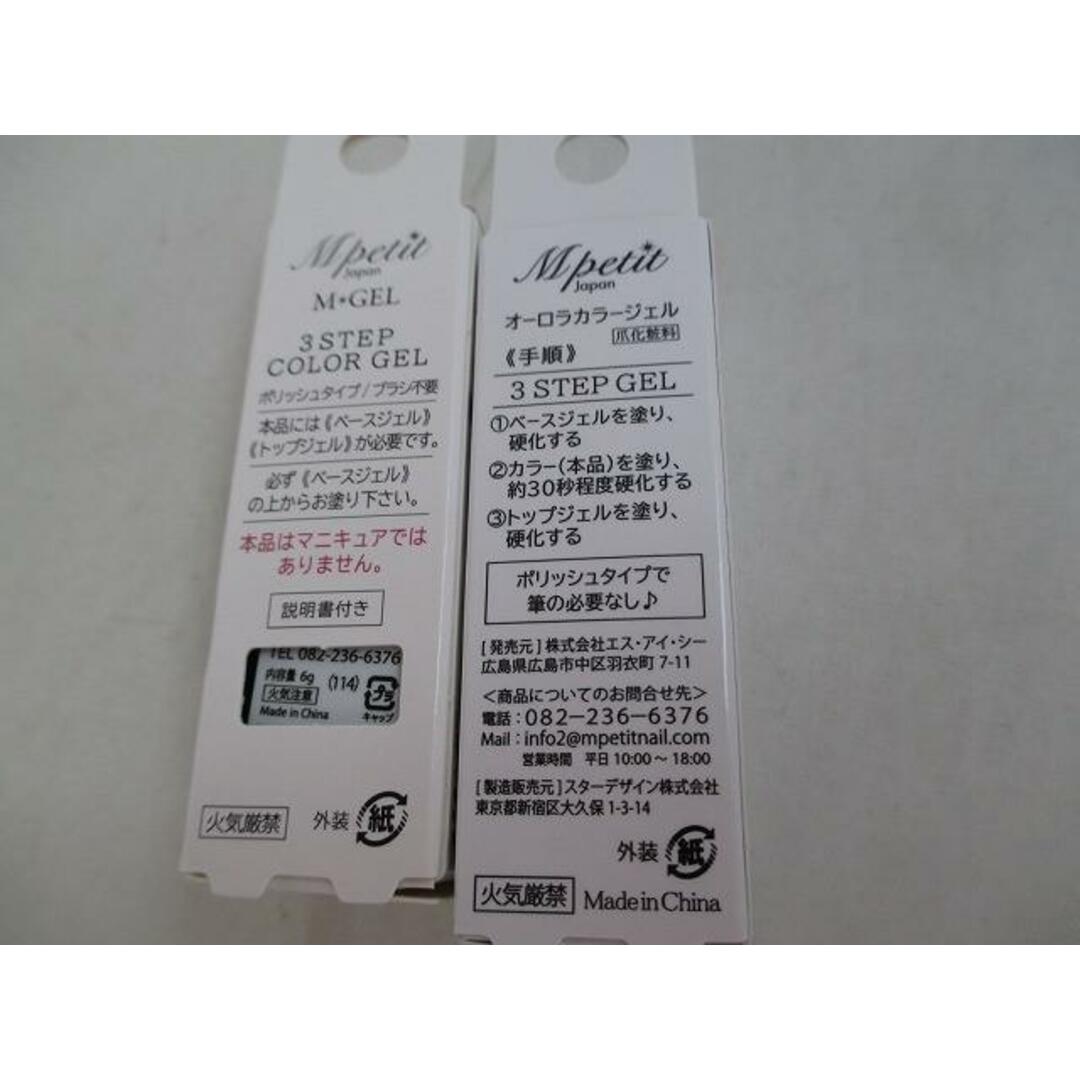 Mpetit
Japan
M★GEL
3 STEP
COLOR GEL
ポリッシュタイプ/ブラシ不要
本品には《ベースジェル》
《トップジェル》が必要です。
必ず《ベースジェル》
の上からお塗り下さい。
本品はマニキュアでは
ありません。
説明書付き
TEL 082-236-6376
内容量 6g
(114)
火気注意
プラ
Made in China
キャップ
火気厳禁
外装 紙
Mpetit
Japan
オーロラカラージェル
爪化粧料
《手順》
3 STEP GEL
①ベースジェルを塗り、
硬化する
②カラー(本品)を塗り、
約30秒程度硬化する
③トップジェルを塗り、
硬化する
ポリッシュタイプで
筆の必要なし♪
[発売元]株式会社エス・アイ・シー
広島県広島市中区羽衣町 7-11
<商品についてのお問合せ先>
電話:082-236-6376
Mail:info2@mpetitnail.com
営業時間 平日 10:00~18:00
[製造販売元]スターデザイン株式会社
東京都新宿区大久保 1-3-14
外装 紙
火気厳禁
Made in China